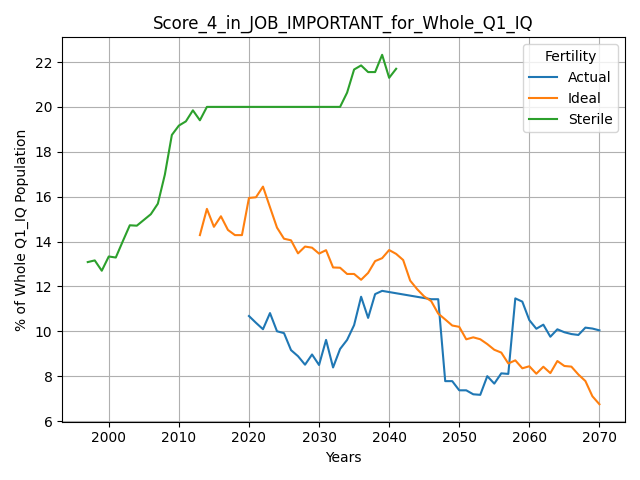 Score_4_in_JOB_IMPORTANT_for_Whole_Q1_IQ
Fertility
Actual
Ideal
Sterile
% of Whole Q1_IQ Population
22
20
18
16
14
12
10
8
6
2000 2010 2020 2030 2040 2050 2060 2070
Years